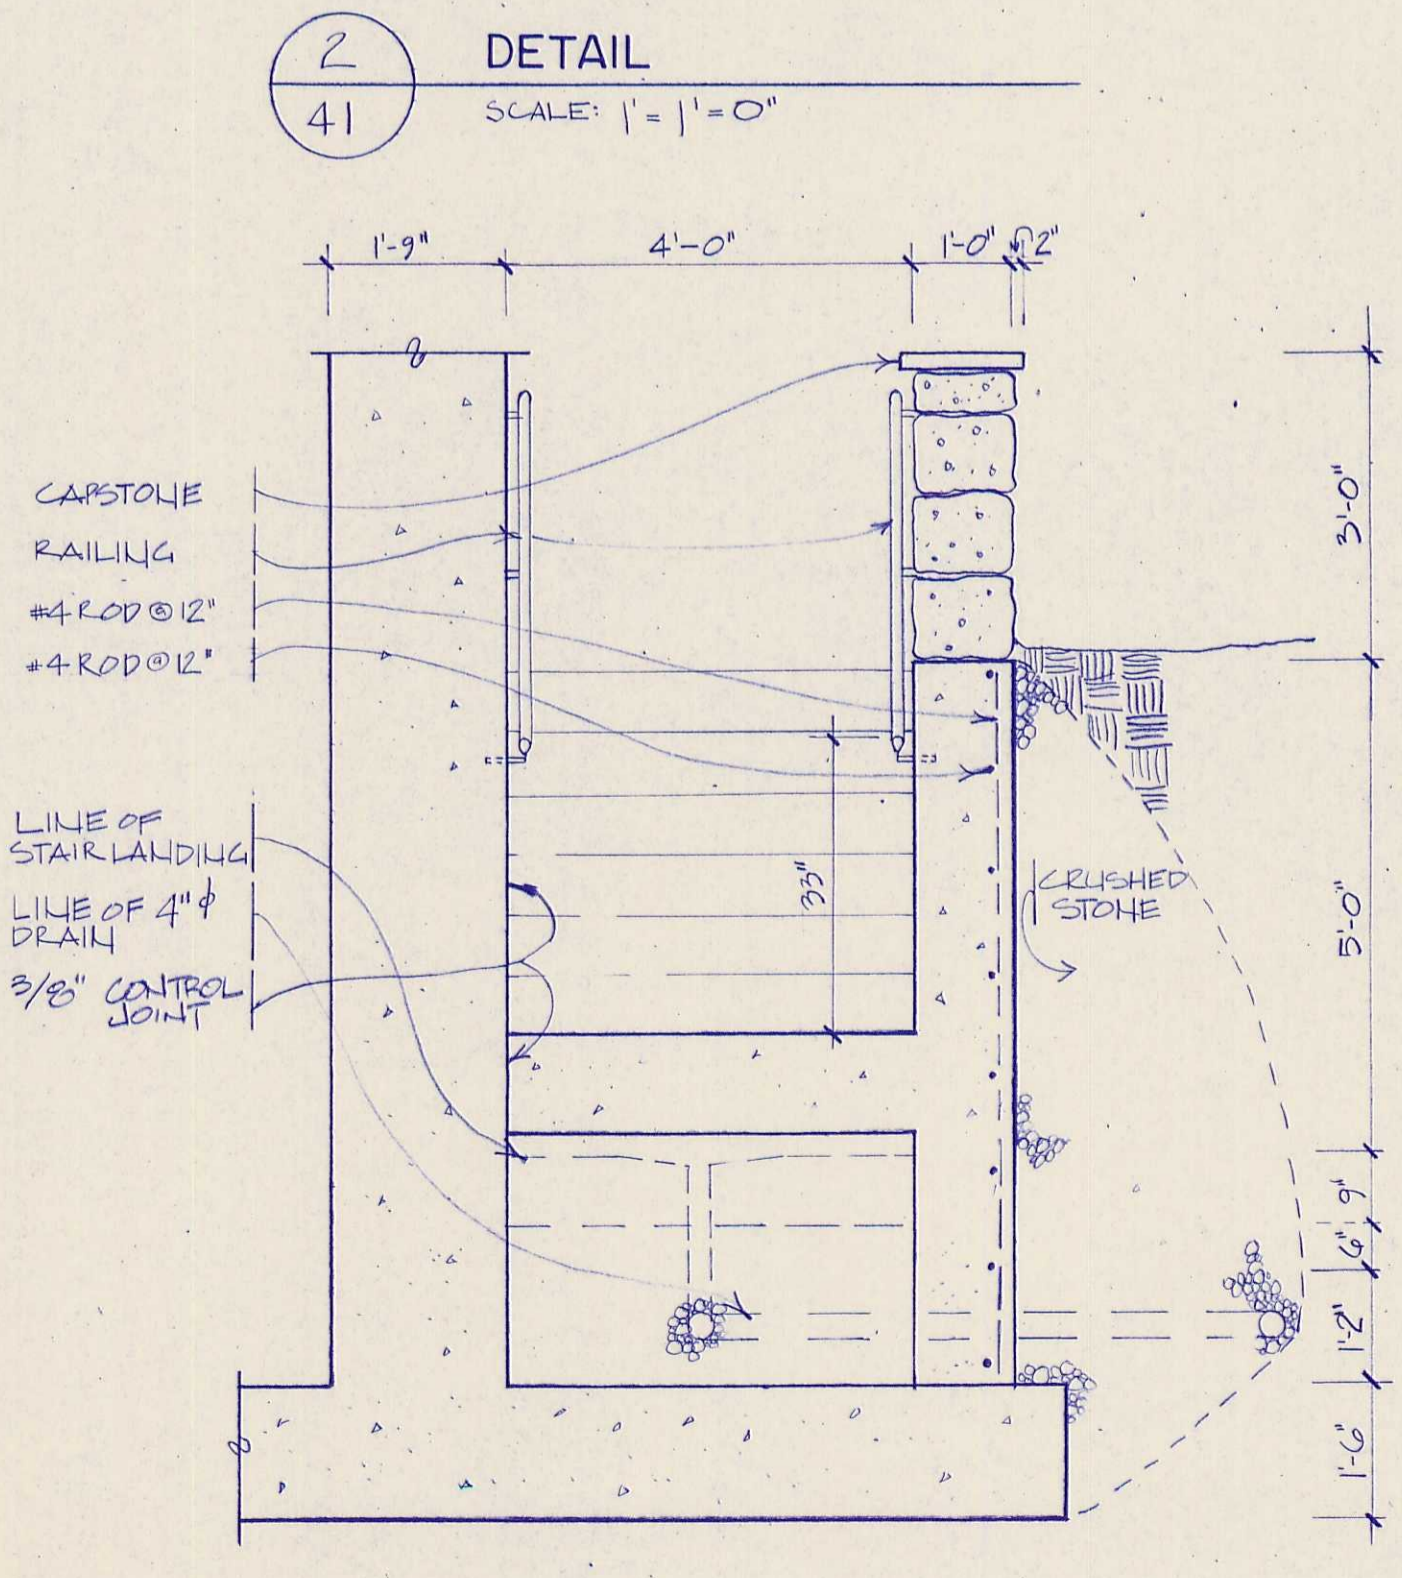 2
41
DETAIL
SCALE: 1' = 1'=0"
1'-9"
4'-0"
1'-0"
2"
CAPSTONE
RAILING
#4 ROD @ 12"
#4 ROD @ 12"
LINE OF
STAIR LANDING
LINE OF 4" ϕ
DRAIN
3/8" CONTROL
JOINT
33"
CRUSHED
STONE
3'-0"
5'-0"
9"
6"
1'-2"
1'-6"